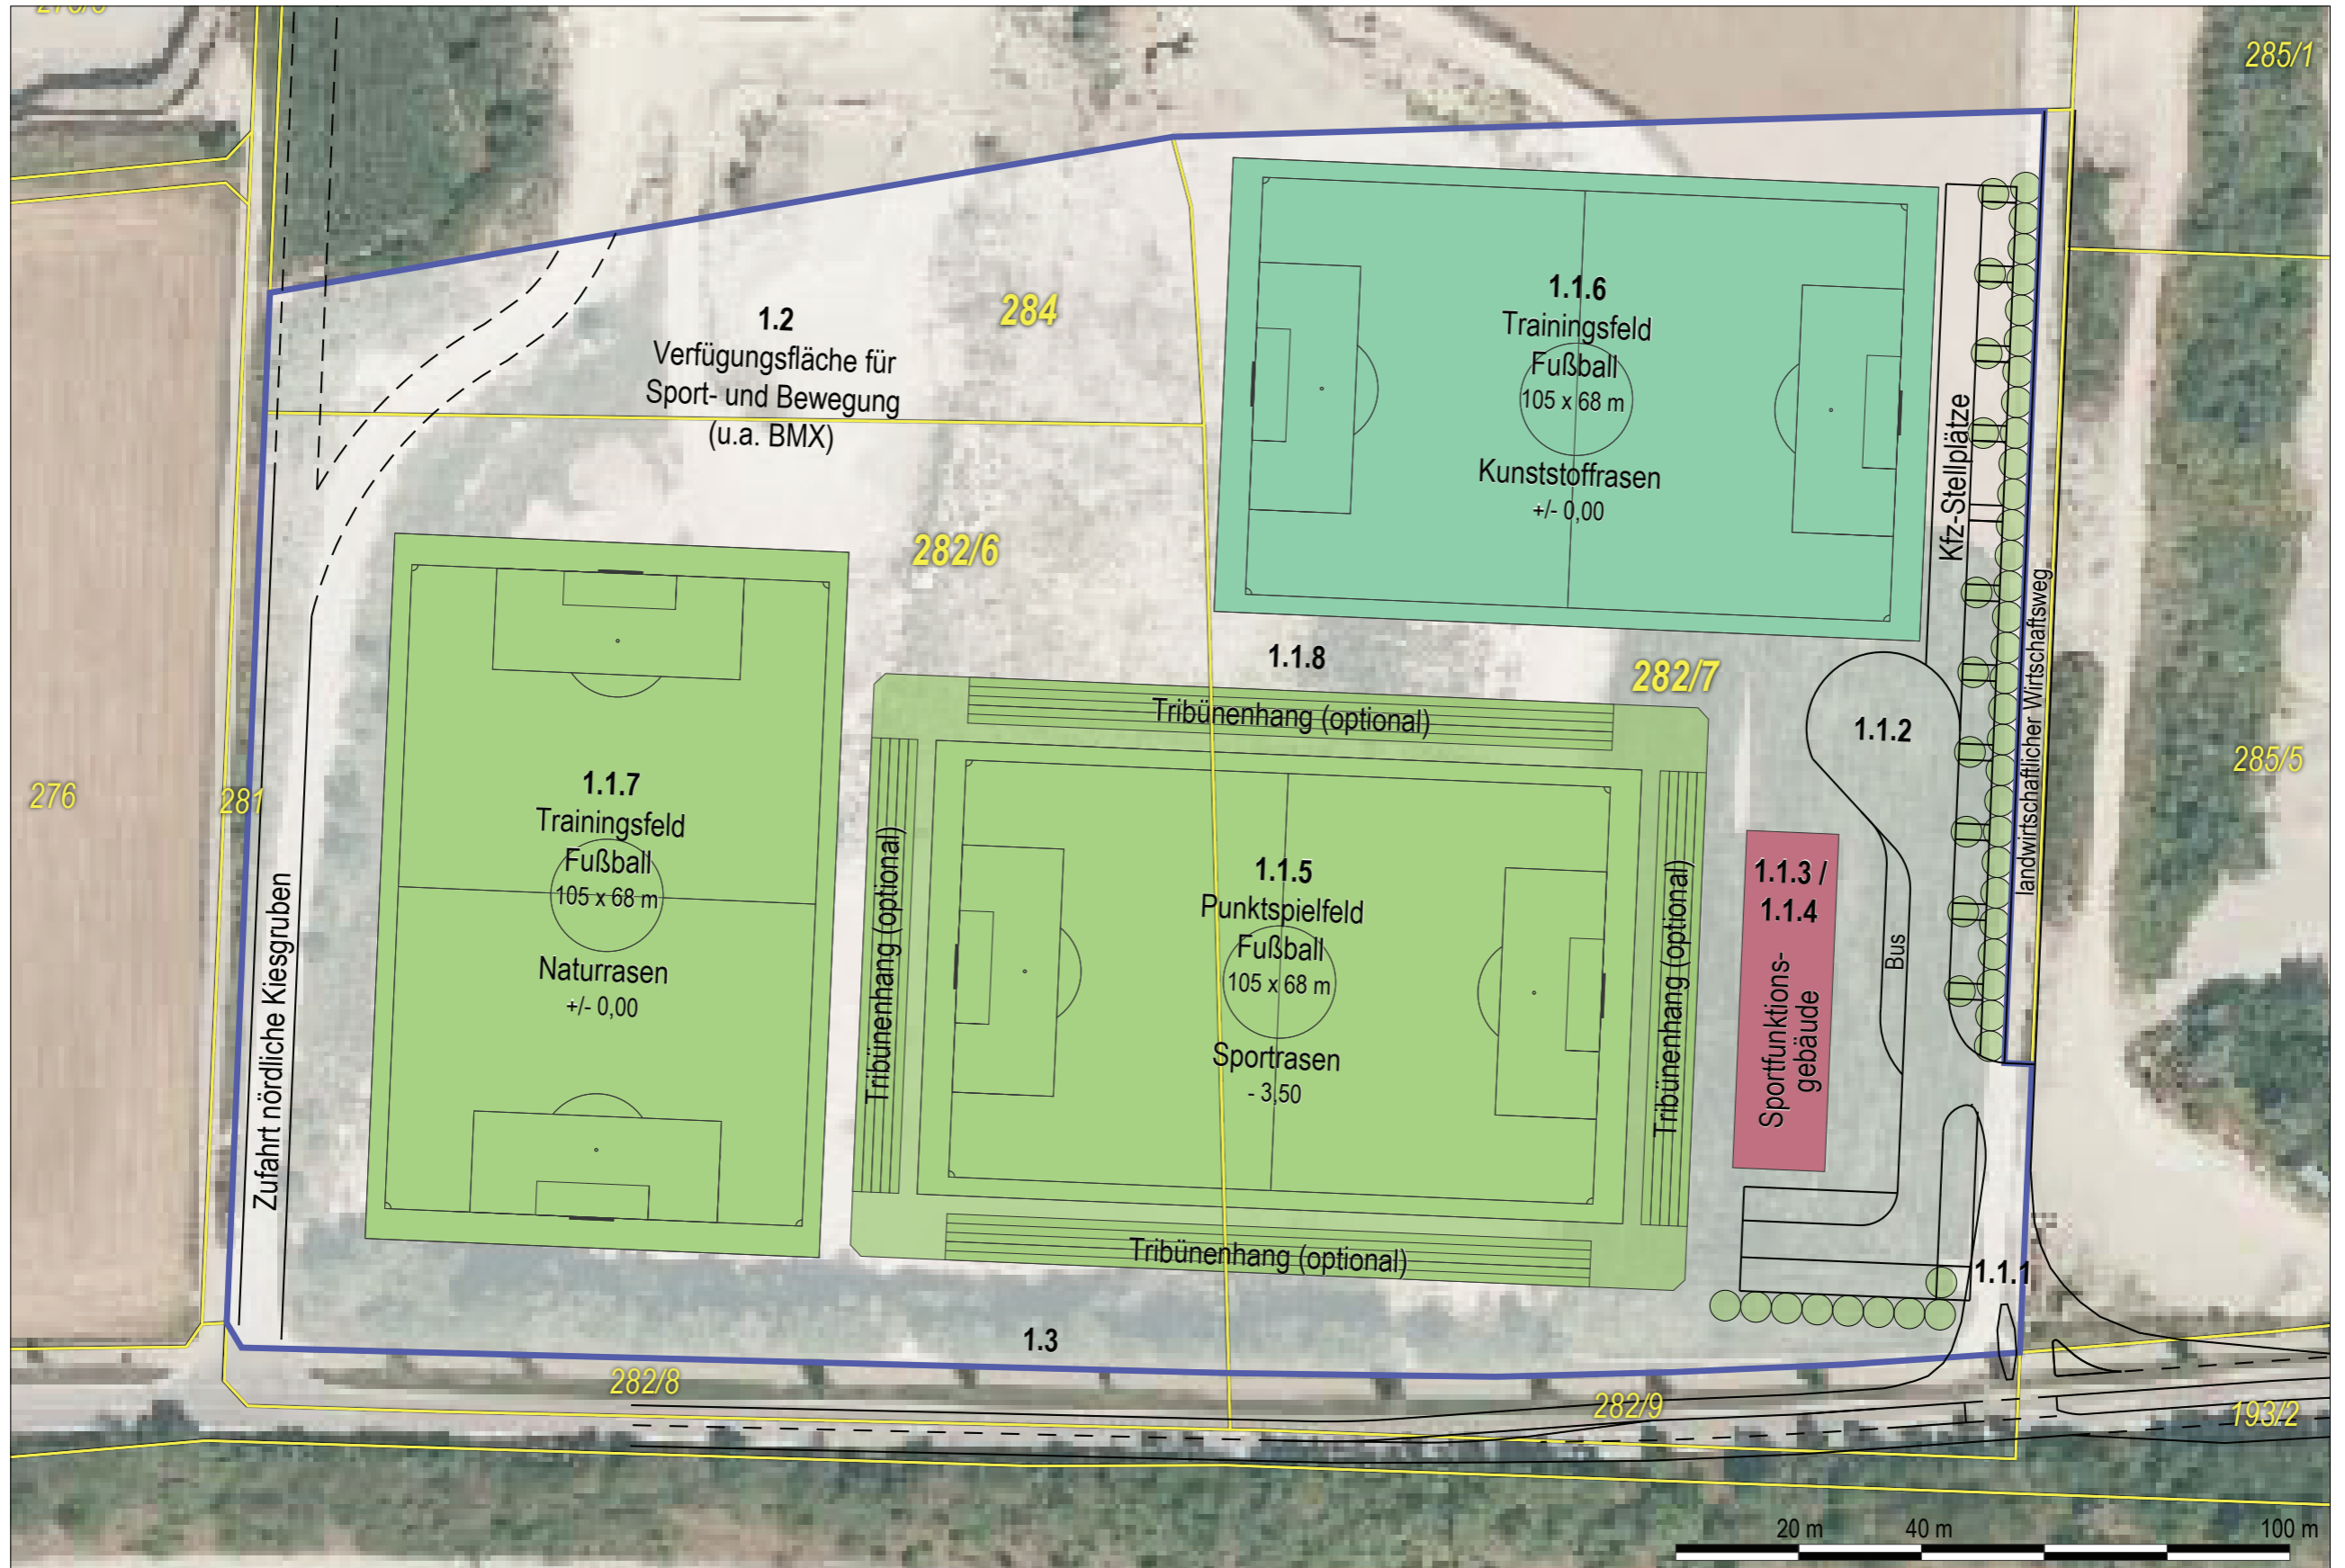 285/1
1.2
Verfügungsfläche für
Sport- und Bewegung
(u.a. BMX)
284
1.1.6
Trainingsfeld
Fußball
105 x 68 m
Kunststoffrasen
+/- 0,00
Kfz-Stellplätze
landwirtschaftlicher Wirtschaftsweg
282/6
1.1.8
282/7
1.1.2
285/5
276
281
Zufahrt nördliche Kiesgruben
1.1.7
Trainingsfeld
Fußball
105 x 68 m
Naturrasen
+/- 0,00
Tribünenhang (optional)
Tribünenhang (optional)
1.1.5
Punktspielfeld
Fußball
105 x 68 m
Sportrasen
- 3,50
Tribünenhang (optional)
Tribünenhang (optional)
1.1.3 /
1.1.4
Sportfunktions-
gebäude
Bus
1.1.1
1.3
282/8
282/9
193/2
20 m
40 m
100 m